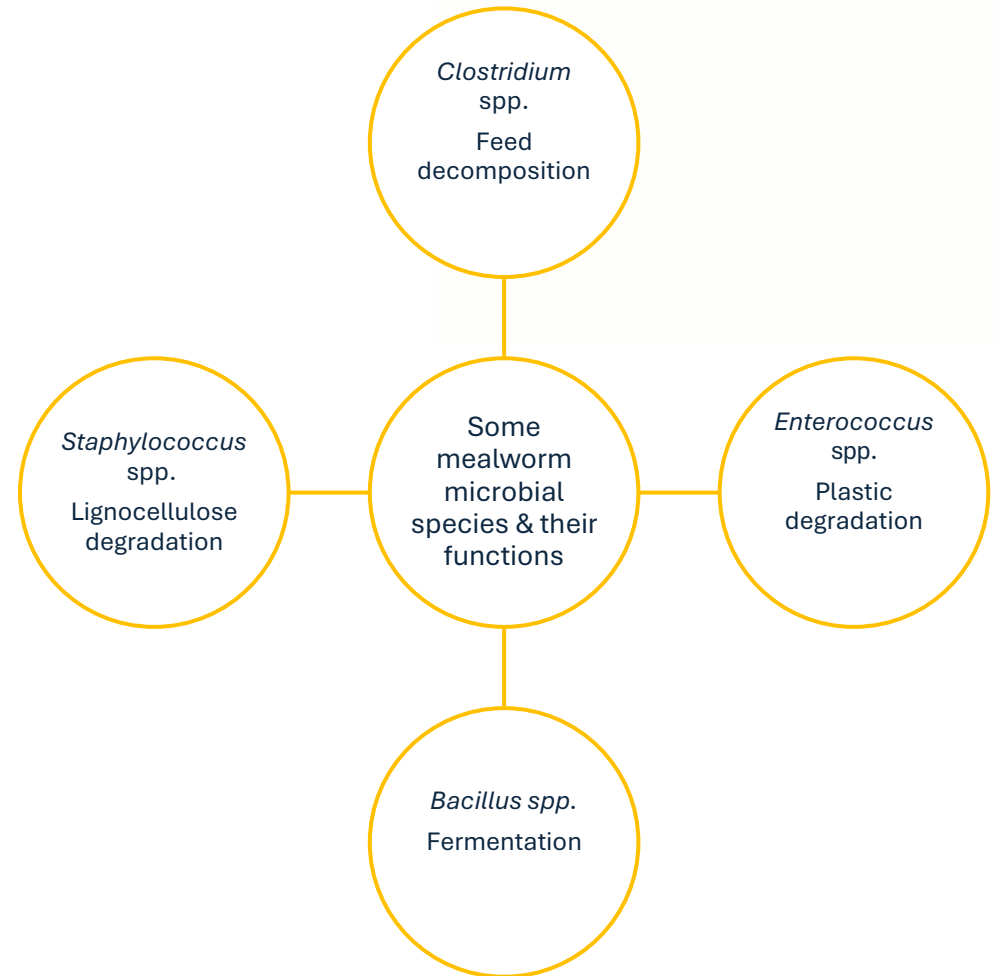 Clostridium
spp.
Feed
decomposition
Staphylococcus
spp.
Lignocellulose
degradation
Some
mealworm
microbial
species & their
functions
Enterococcus
spp.
Plastic
degradation
Bacillus spp.
Fermentation